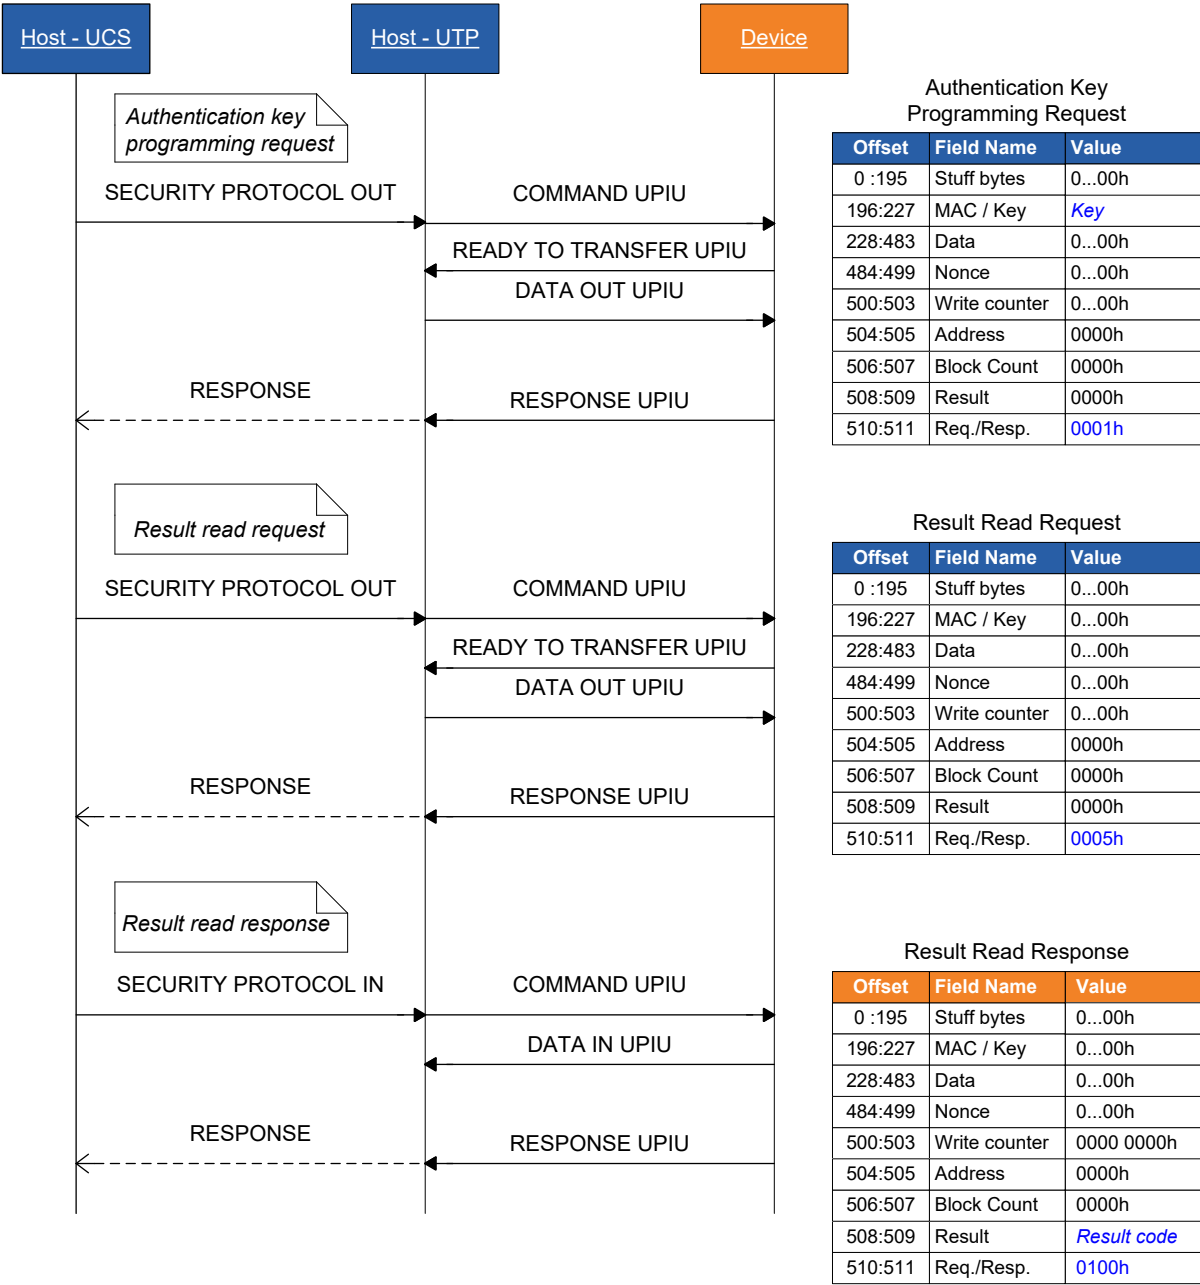 Host - UCS
Host - UTP
Device
Authentication key
programming request
SECURITY PROTOCOL OUT
COMMAND UPIU
READY TO TRANSFER UPIU
DATA OUT UPIU
RESPONSE
RESPONSE UPIU
Authentication Key
Programming Request
Offset Field Name Value
0 :195 Stuff bytes 0...00h
196:227 MAC / Key Key
228:483 Data 0...00h
484:499 Nonce 0...00h
500:503 Write counter 0...00h
504:505 Address 0000h
506:507 Block Count 0000h
508:509 Result 0000h
510:511 Req./Resp. 0001h
Result read request
SECURITY PROTOCOL OUT
COMMAND UPIU
READY TO TRANSFER UPIU
DATA OUT UPIU
RESPONSE
RESPONSE UPIU
Result Read Request
Offset Field Name Value
0 :195 Stuff bytes 0...00h
196:227 MAC / Key 0...00h
228:483 Data 0...00h
484:499 Nonce 0...00h
500:503 Write counter 0...00h
504:505 Address 0000h
506:507 Block Count 0000h
508:509 Result 0000h
510:511 Req./Resp. 0005h
Result read response
SECURITY PROTOCOL IN
COMMAND UPIU
DATA IN UPIU
RESPONSE
RESPONSE UPIU
Result Read Response
Offset Field Name Value
0 :195 Stuff bytes 0...00h
196:227 MAC / Key 0...00h
228:483 Data 0...00h
484:499 Nonce 0...00h
500:503 Write counter 0000 0000h
504:505 Address 0000h
506:507 Block Count 0000h
508:509 Result Result code
510:511 Req./Resp. 0100h